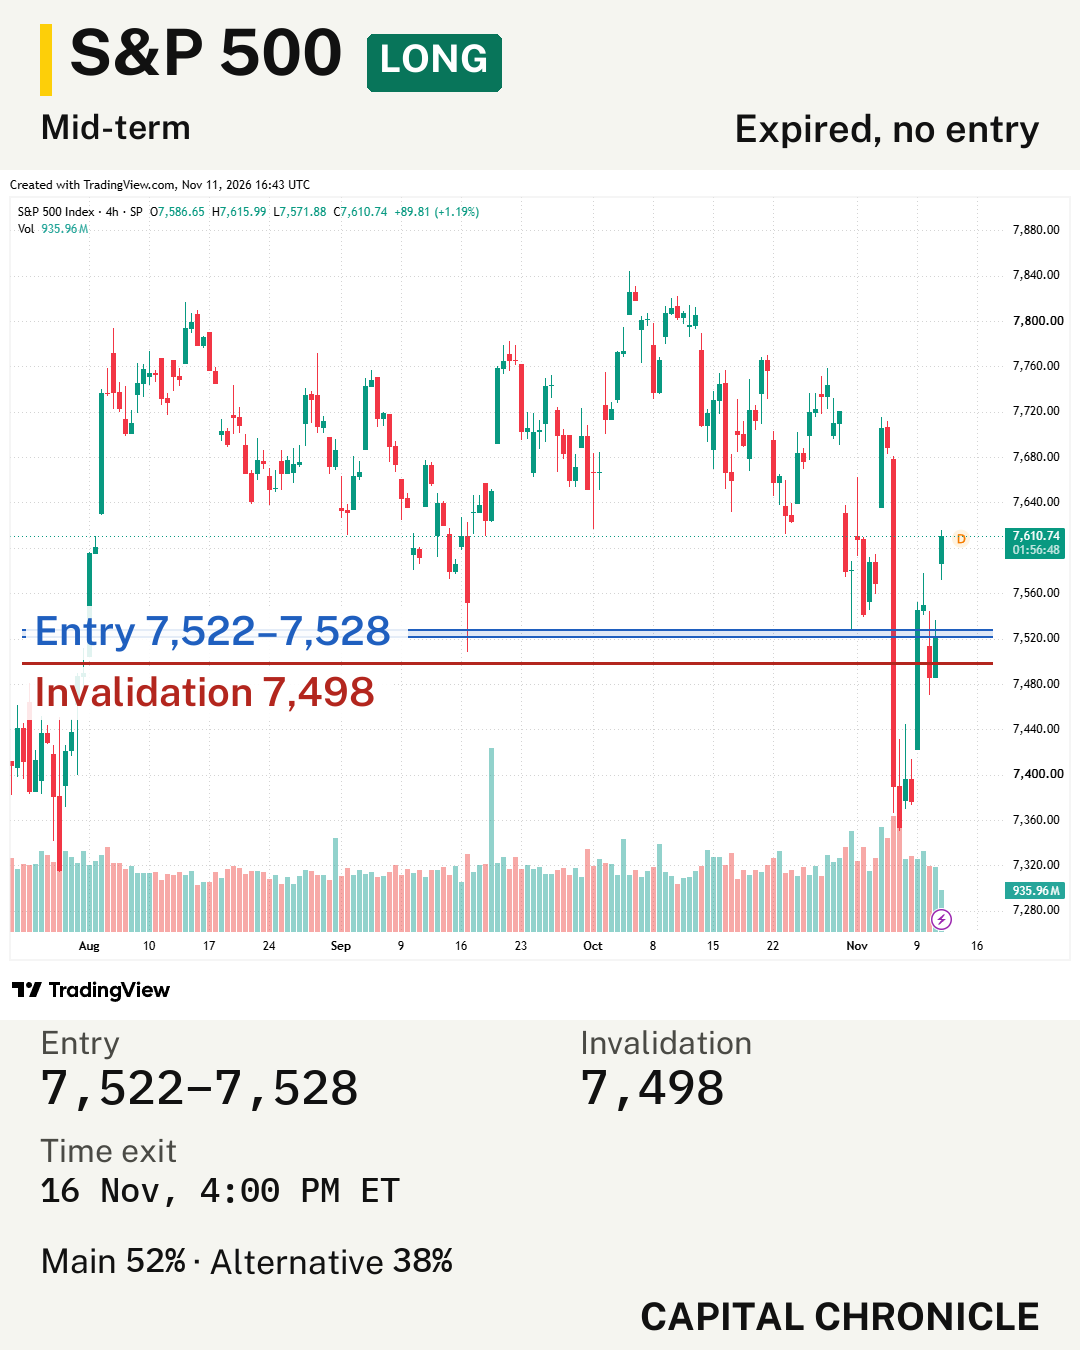 S&P 500 LONG
Mid-term
Expired, no entry
Created with TradingView.com, Nov 11, 2026 16:43 UTC
S&P 500 Index · 4h · SP O7,586.65 H7,615.99 L7,571.88 C7,610.74 +89.81 (+1.19%)
Vol 935.96M
7,880.00
7,840.00
7,800.00
7,760.00
7,720.00
7,680.00
7,640.00
7,610.74
01:56:48
D
7,560.00
7,520.00
7,480.00
7,440.00
7,400.00
7,360.00
7,320.00
935.96M
7,280.00
Entry 7,522–7,528
Invalidation 7,498
Aug 10 17 24 Sep 9 16 23 Oct 8 15 22 Nov 9 16
TradingView
Entry
7,522–7,528
Invalidation
7,498
Time exit
16 Nov, 4:00 PM ET
Main 52% · Alternative 38%
CAPITAL CHRONICLE